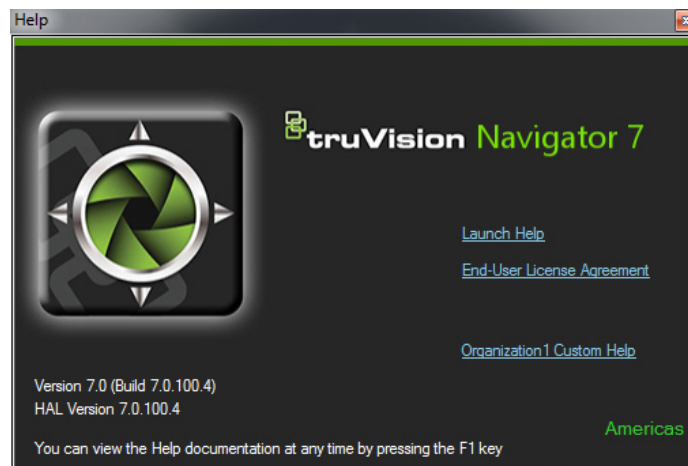 Help
truVision Navigator 7
Launch Help
End-User License Agreement
Organization1 Custom Help
Version 7.0 (Build 7.0.100.4)
HAL Version 7.0.100.4
Americas
You can view the Help documentation at any time by pressing the F1 key